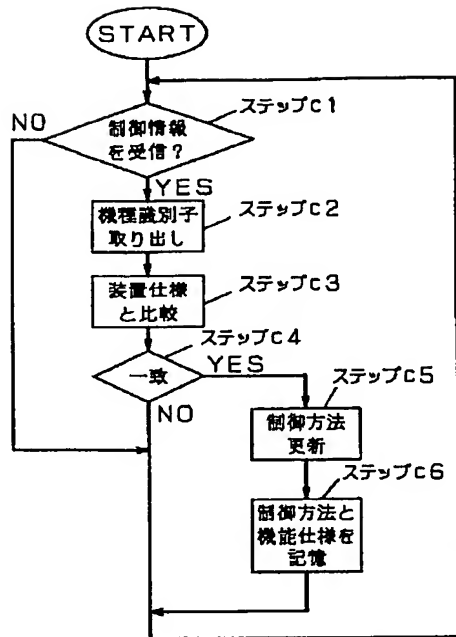 START
ステップc1
NO
制御情報
を受信？
YES
ステップc2
機種識別子
取り出し
ステップc3
装置仕様
と比較
ステップc4
一致
YES
NO
ステップc5
制御方法
更新
ステップc6
制御方法と
機能仕様を
記憶